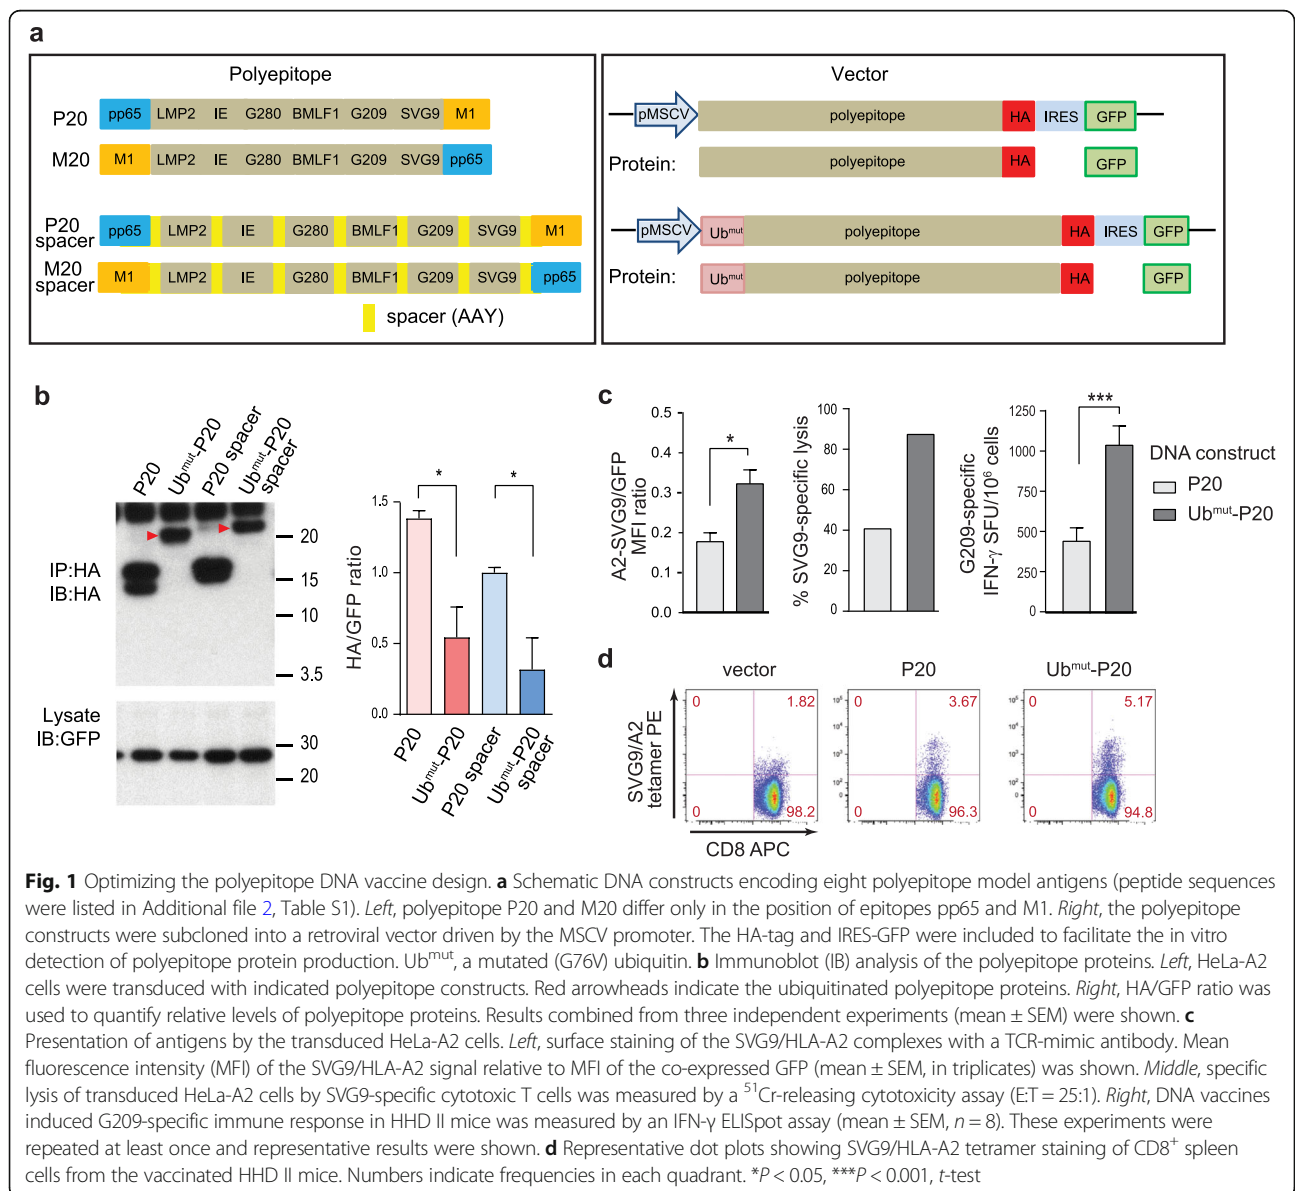 a
Polyepitope
P20 pp65 LMP2 IE G280 BMLF1 G209 SVG9 M1
M20 M1 LMP2 IE G280 BMLF1 G209 SVG9 pp65
P20 spacer pp65 LMP2 IE G280 BMLF1 G209 SVG9 M1
M20 spacer M1 LMP2 IE G280 BMLF1 G209 SVG9 pp65
spacer (AAY)
Vector
pMSCV polyepitope HA IRES GFP
Protein: polyepitope HA GFP
pMSCV Ubmut polyepitope HA IRES GFP
Protein: Ubmut polyepitope HA GFP
b
P20
Ubmut-P20
P20 spacer
Ubmut-P20 spacer
IP:HA
IB:HA
20
15
10
3.5
Lysate
IB:GFP
30
20
HA/GFP ratio
1.5
1.0
0.5
0.0
*
*
P20
Ubmut-P20
P20 spacer
Ubmut-P20 spacer
c
A2-SVG9/GFP
MFI ratio
0.5
0.4
0.3
0.2
0.1
0.0
*
% SVG9-specific lysis
100
80
60
40
20
0
G209-specific
IFN-γ SFU/10⁶ cells
1250
1000
750
500
250
0
***
DNA construct
P20
Ubmut-P20
d
vector
P20
Ubmut-P20
SVG9/A2
tetramer PE
0 1.82
0 98.2
10⁵
10⁴
10³
10²
0
0 3.67
0 96.3
10⁵
10⁴
10³
10²
0
0 5.17
0 94.8
CD8 APC
Fig. 1 Optimizing the polyepitope DNA vaccine design. a Schematic DNA constructs encoding eight polyepitope model antigens (peptide sequences
were listed in Additional file 2, Table S1). Left, polyepitope P20 and M20 differ only in the position of epitopes pp65 and M1. Right, the polyepitope
constructs were subcloned into a retroviral vector driven by the MSCV promoter. The HA-tag and IRES-GFP were included to facilitate the in vitro
detection of polyepitope protein production. Ubmut, a mutated (G76V) ubiquitin. b Immunoblot (IB) analysis of the polyepitope proteins. Left, HeLa-A2
cells were transduced with indicated polyepitope constructs. Red arrowheads indicate the ubiquitinated polyepitope proteins. Right, HA/GFP ratio was
used to quantify relative levels of polyepitope proteins. Results combined from three independent experiments (mean ± SEM) were shown. c
Presentation of antigens by the transduced HeLa-A2 cells. Left, surface staining of the SVG9/HLA-A2 complexes with a TCR-mimic antibody. Mean
fluorescence intensity (MFI) of the SVG9/HLA-A2 signal relative to MFI of the co-expressed GFP (mean ± SEM, in triplicates) was shown. Middle, specific
lysis of transduced HeLa-A2 cells by SVG9-specific cytotoxic T cells was measured by a ⁵¹Cr-releasing cytotoxicity assay (E:T = 25:1). Right, DNA vaccines
induced G209-specific immune response in HHD II mice was measured by an IFN-γ ELISpot assay (mean ± SEM, n = 8). These experiments were
repeated at least once and representative results were shown. d Representative dot plots showing SVG9/HLA-A2 tetramer staining of CD8⁺ spleen
cells from the vaccinated HHD II mice. Numbers indicate frequencies in each quadrant. *P < 0.05, ***P < 0.001, t-test